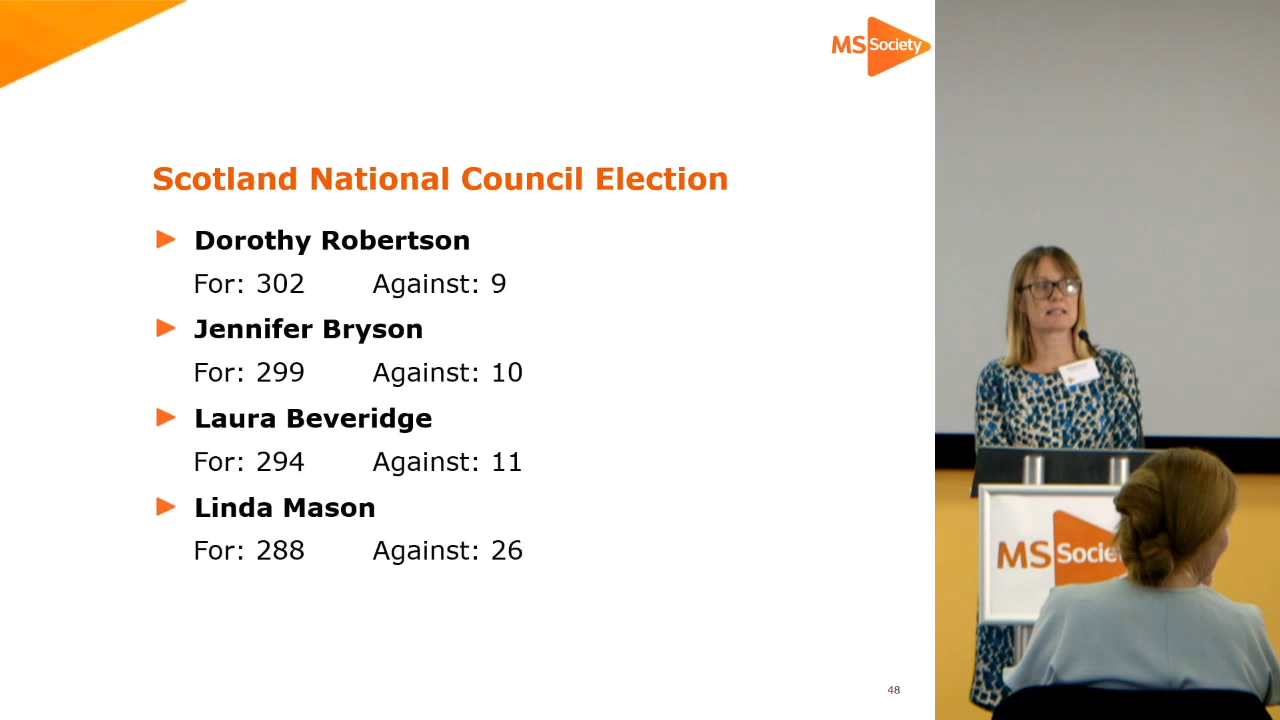 MS Society
Scotland National Council Election
Dorothy Robertson
For: 302 Against: 9
Jennifer Bryson
For: 299 Against: 10
Laura Beveridge
For: 294 Against: 11
Linda Mason
For: 288 Against: 26
48
MS Socie